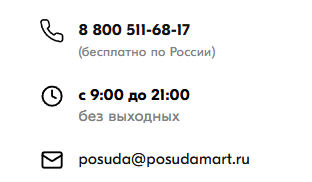 8 800 511-68-17
(бесплатно по России)
с 9:00 до 21:00
без выходных
posuda@posudamart.ru